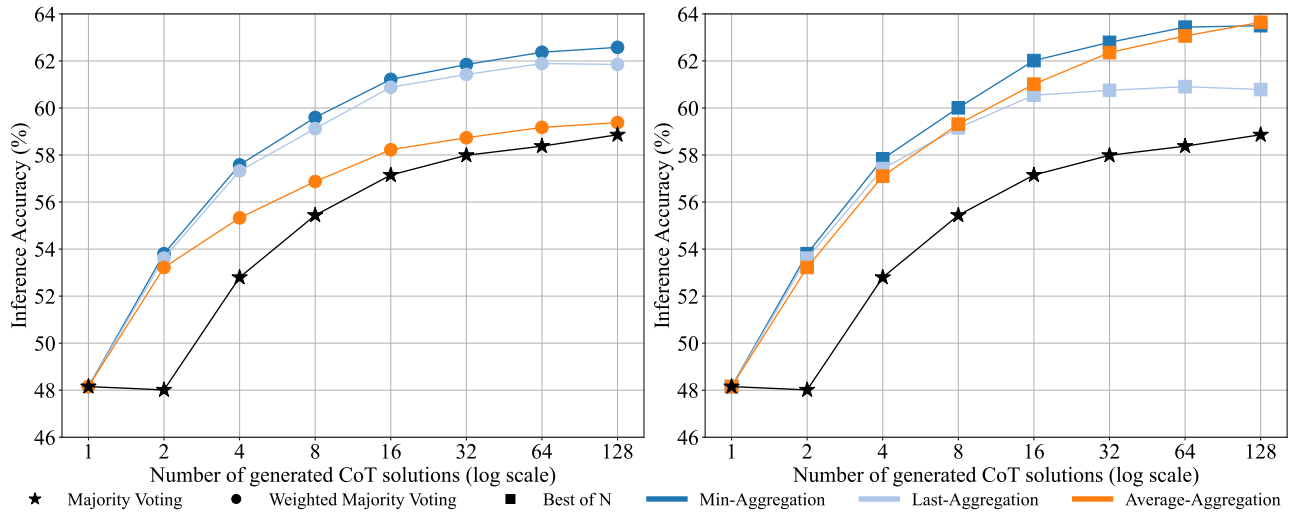 64
62
60
58
56
54
52
50
48
46
Inference Accuracy (%)
1 2 4 8 16 32 64 128
Number of generated CoT solutions (log scale)
64
62
60
58
56
54
52
50
48
46
Inference Accuracy (%)
1 2 4 8 16 32 64 128
Number of generated CoT solutions (log scale)
Majority Voting Weighted Majority Voting Best of N Min-Aggregation Last-Aggregation Average-Aggregation